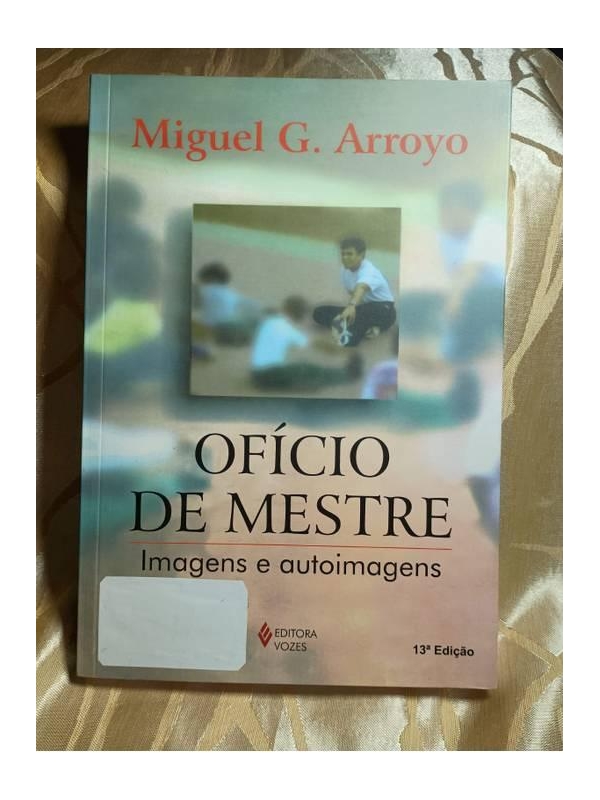 Miguel G. Arroyo
OFÍCIO
DE MESTRE
Imagens e autoimagens
EDITORA
VOZES
13ª Edição